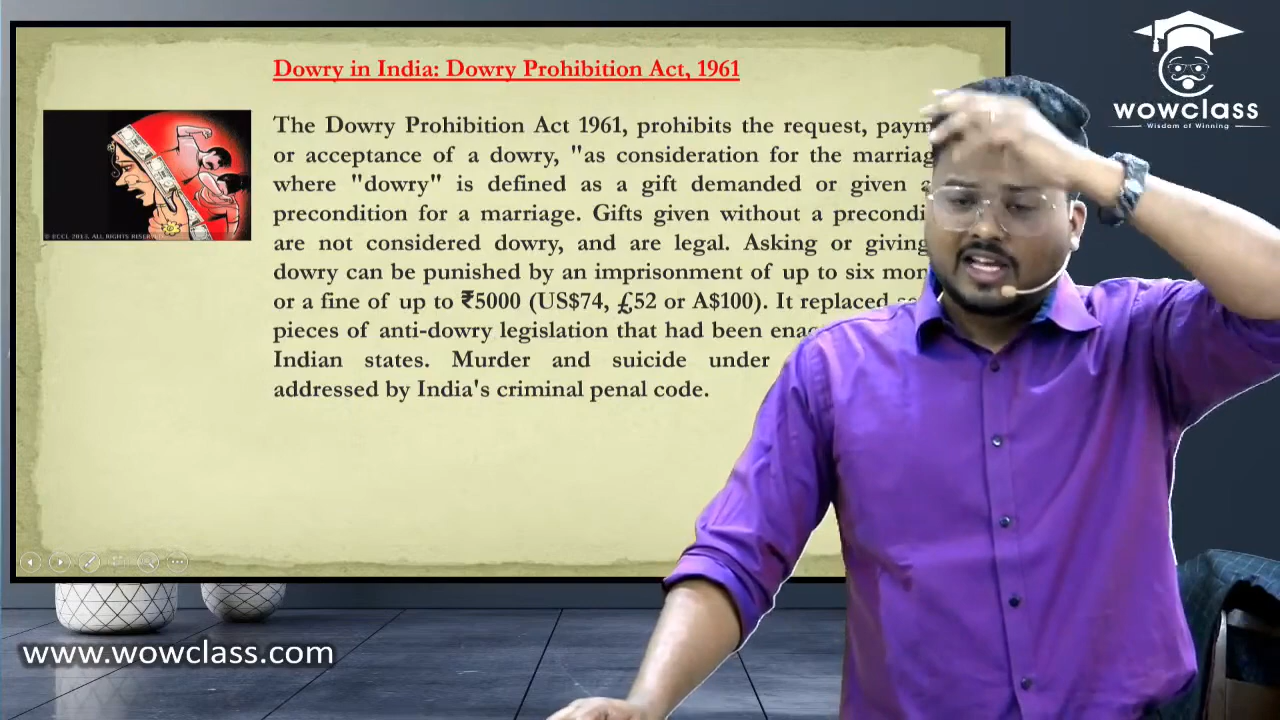 Dowry in India: Dowry Prohibition Act, 1961
The Dowry Prohibition Act 1961, prohibits the request,
or acceptance of a dowry, "as consideration for the
where "dowry" is defined as a gift demanded or given
precondition for a marriage. Gifts given without a
are not considered dowry, and are legal. Asking or giving
dowry can be punished by an imprisonment of up to six
or a fine of up to ₹5000 (US$74, £52 or A$100). It replaced
pieces of anti-dowry legislation that had been
Indian states. Murder and suicide under
addressed by India's criminal penal code.
© ECCL 2013. ALL RIGHTS
wowclass
Wisdom of Winning
www.wowclass.com